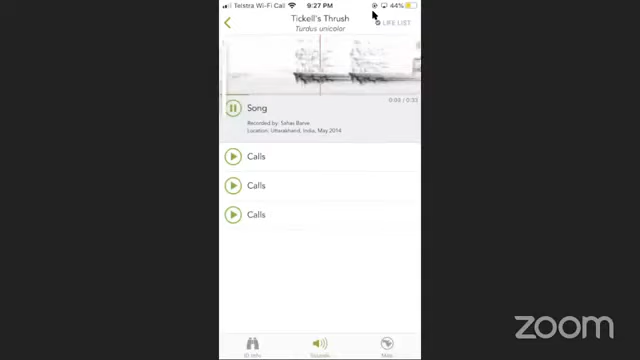 Telstra Wi-Fi Call 9:27 PM 44%
Tickell's Thrush
Turdus unicolor
LIFE LIST
0:08 / 0:33
Song
Recorded by: Sahas Barve
Location: Uttarakhand, India, May 2014
Calls
Calls
Calls
ID Info Sounds Map
zoom